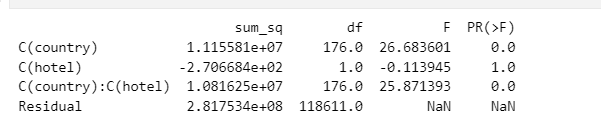 sum_sq df F PR(>F)
C(country) 1.115581e+07 176.0 26.683601 0.0
C(hotel) -2.706684e+02 1.0 -0.113945 1.0
C(country):C(hotel) 1.081625e+07 176.0 25.871393 0.0
Residual 2.817534e+08 118611.0 NaN NaN